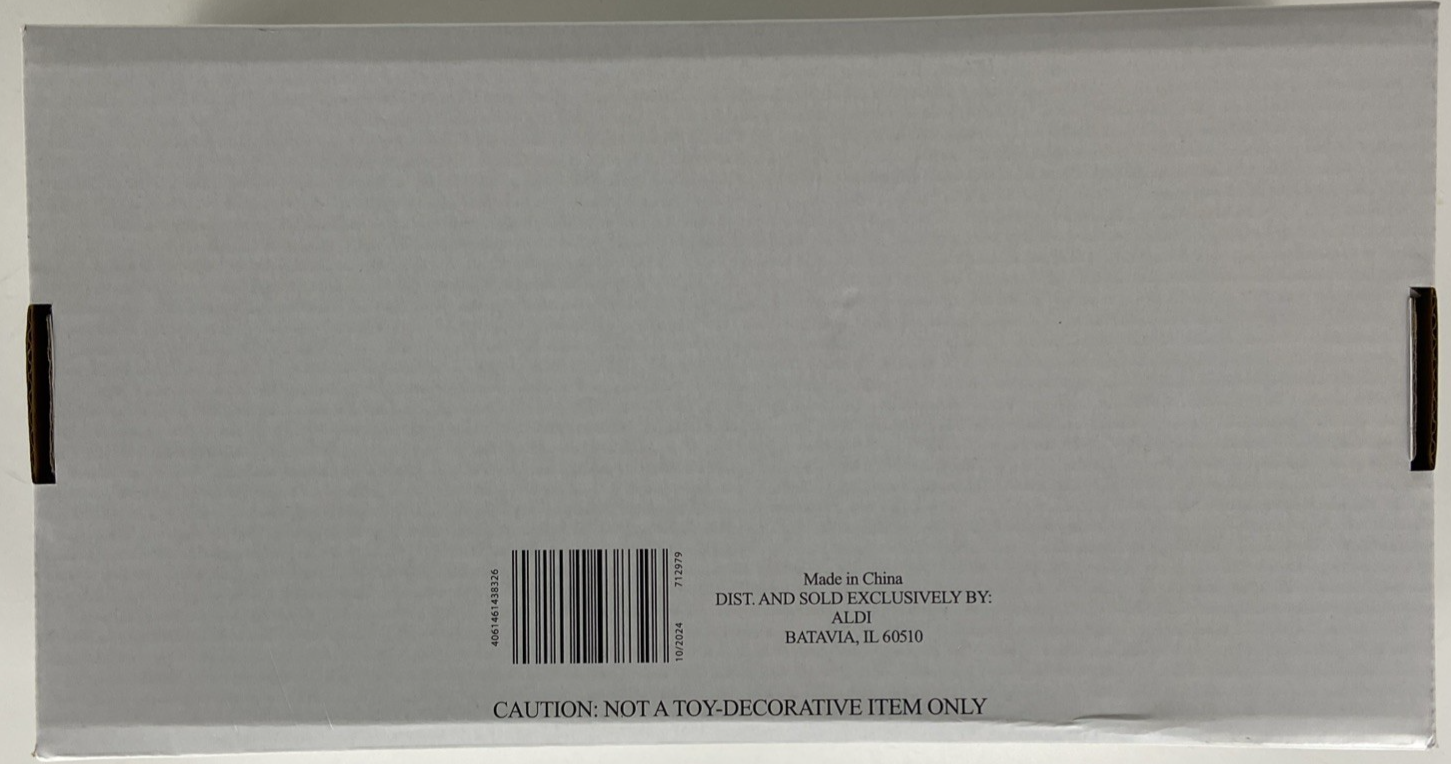 4061461438326
10/2024 712979
Made in China
DIST. AND SOLD EXCLUSIVELY BY:
ALDI
BATAVIA, IL 60510
CAUTION: NOT A TOY-DECORATIVE ITEM ONLY